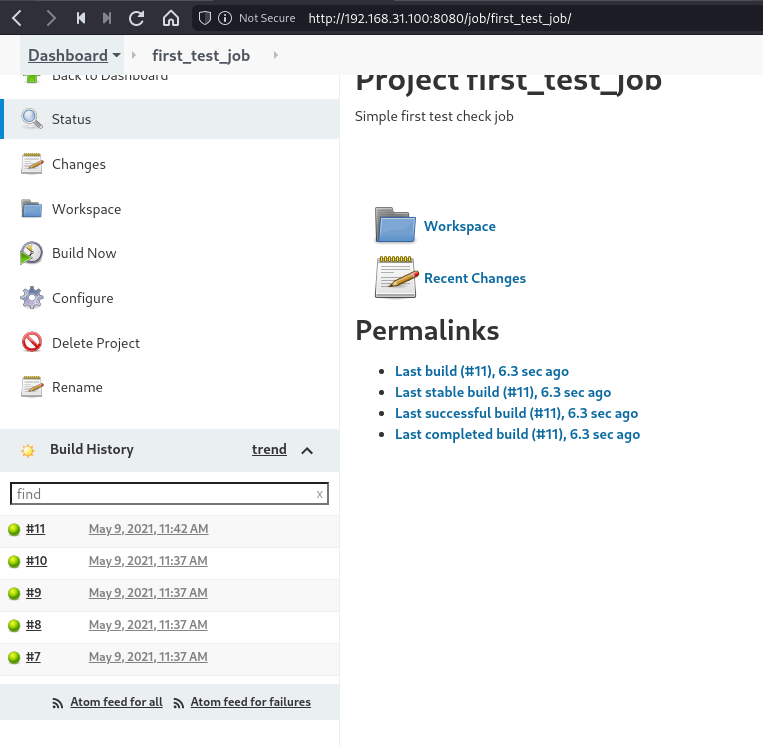 Not Secure http://192.168.31.100:8080/job/first_test_job/
Dashboard first_test_job
Back to Dashboard
Status
Changes
Workspace
Build Now
Configure
Delete Project
Rename
Build History trend
find x
#11 May 9, 2021, 11:42 AM
#10 May 9, 2021, 11:37 AM
#9 May 9, 2021, 11:37 AM
#8 May 9, 2021, 11:37 AM
#7 May 9, 2021, 11:37 AM
Atom feed for all Atom feed for failures
Project first_test_job
Simple first test check job
Workspace
Recent Changes
Permalinks
Last build (#11), 6.3 sec ago
Last stable build (#11), 6.3 sec ago
Last successful build (#11), 6.3 sec ago
Last completed build (#11), 6.3 sec ago